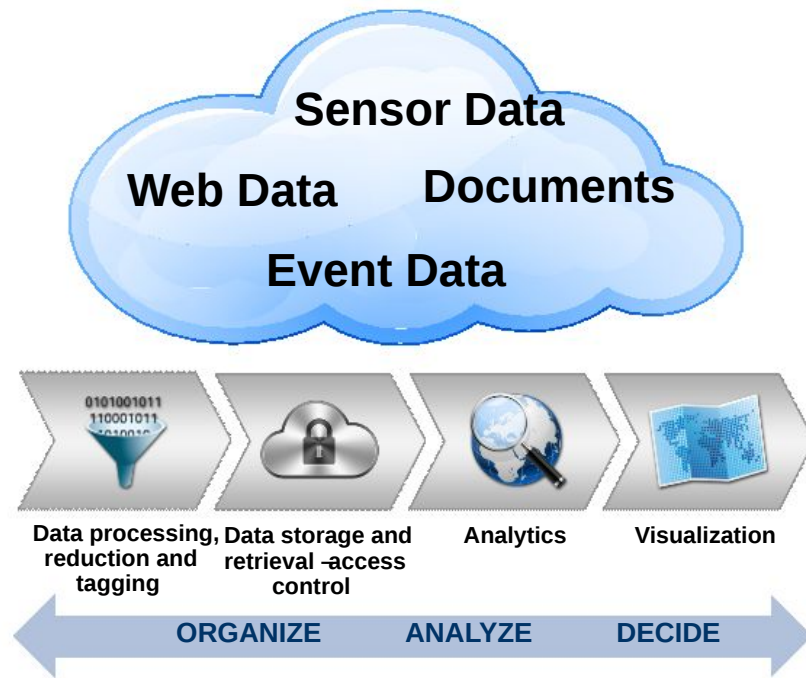 Sensor Data
Web Data
Documents
Event Data
0101001011
110001011
1010010
Data processing,
reduction and
tagging
Data storage and
retrieval –access
control
Analytics
Visualization
ORGANIZE
ANALYZE
DECIDE